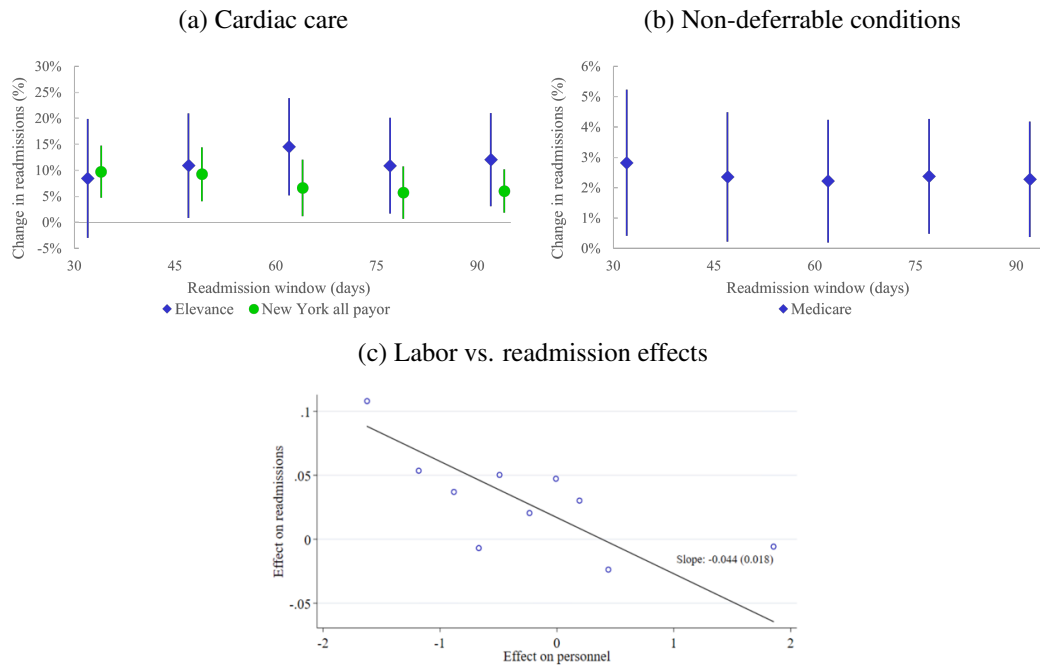 (a) Cardiac care
Change in readmissions (%)
30%
25%
20%
15%
10%
5%
0%
-5%
30 45 60 75 90
Readmission window (days)
Elevance New York all payor
(b) Non-deferrable conditions
Change in readmissions (%)
6%
5%
4%
3%
2%
1%
0%
30 45 60 75 90
Readmission window (days)
Medicare
(c) Labor vs. readmission effects
Effect on readmissions
.1
.05
0
-.05
Slope: -0.044 (0.018)
-2 -1 0 1 2
Effect on personnel